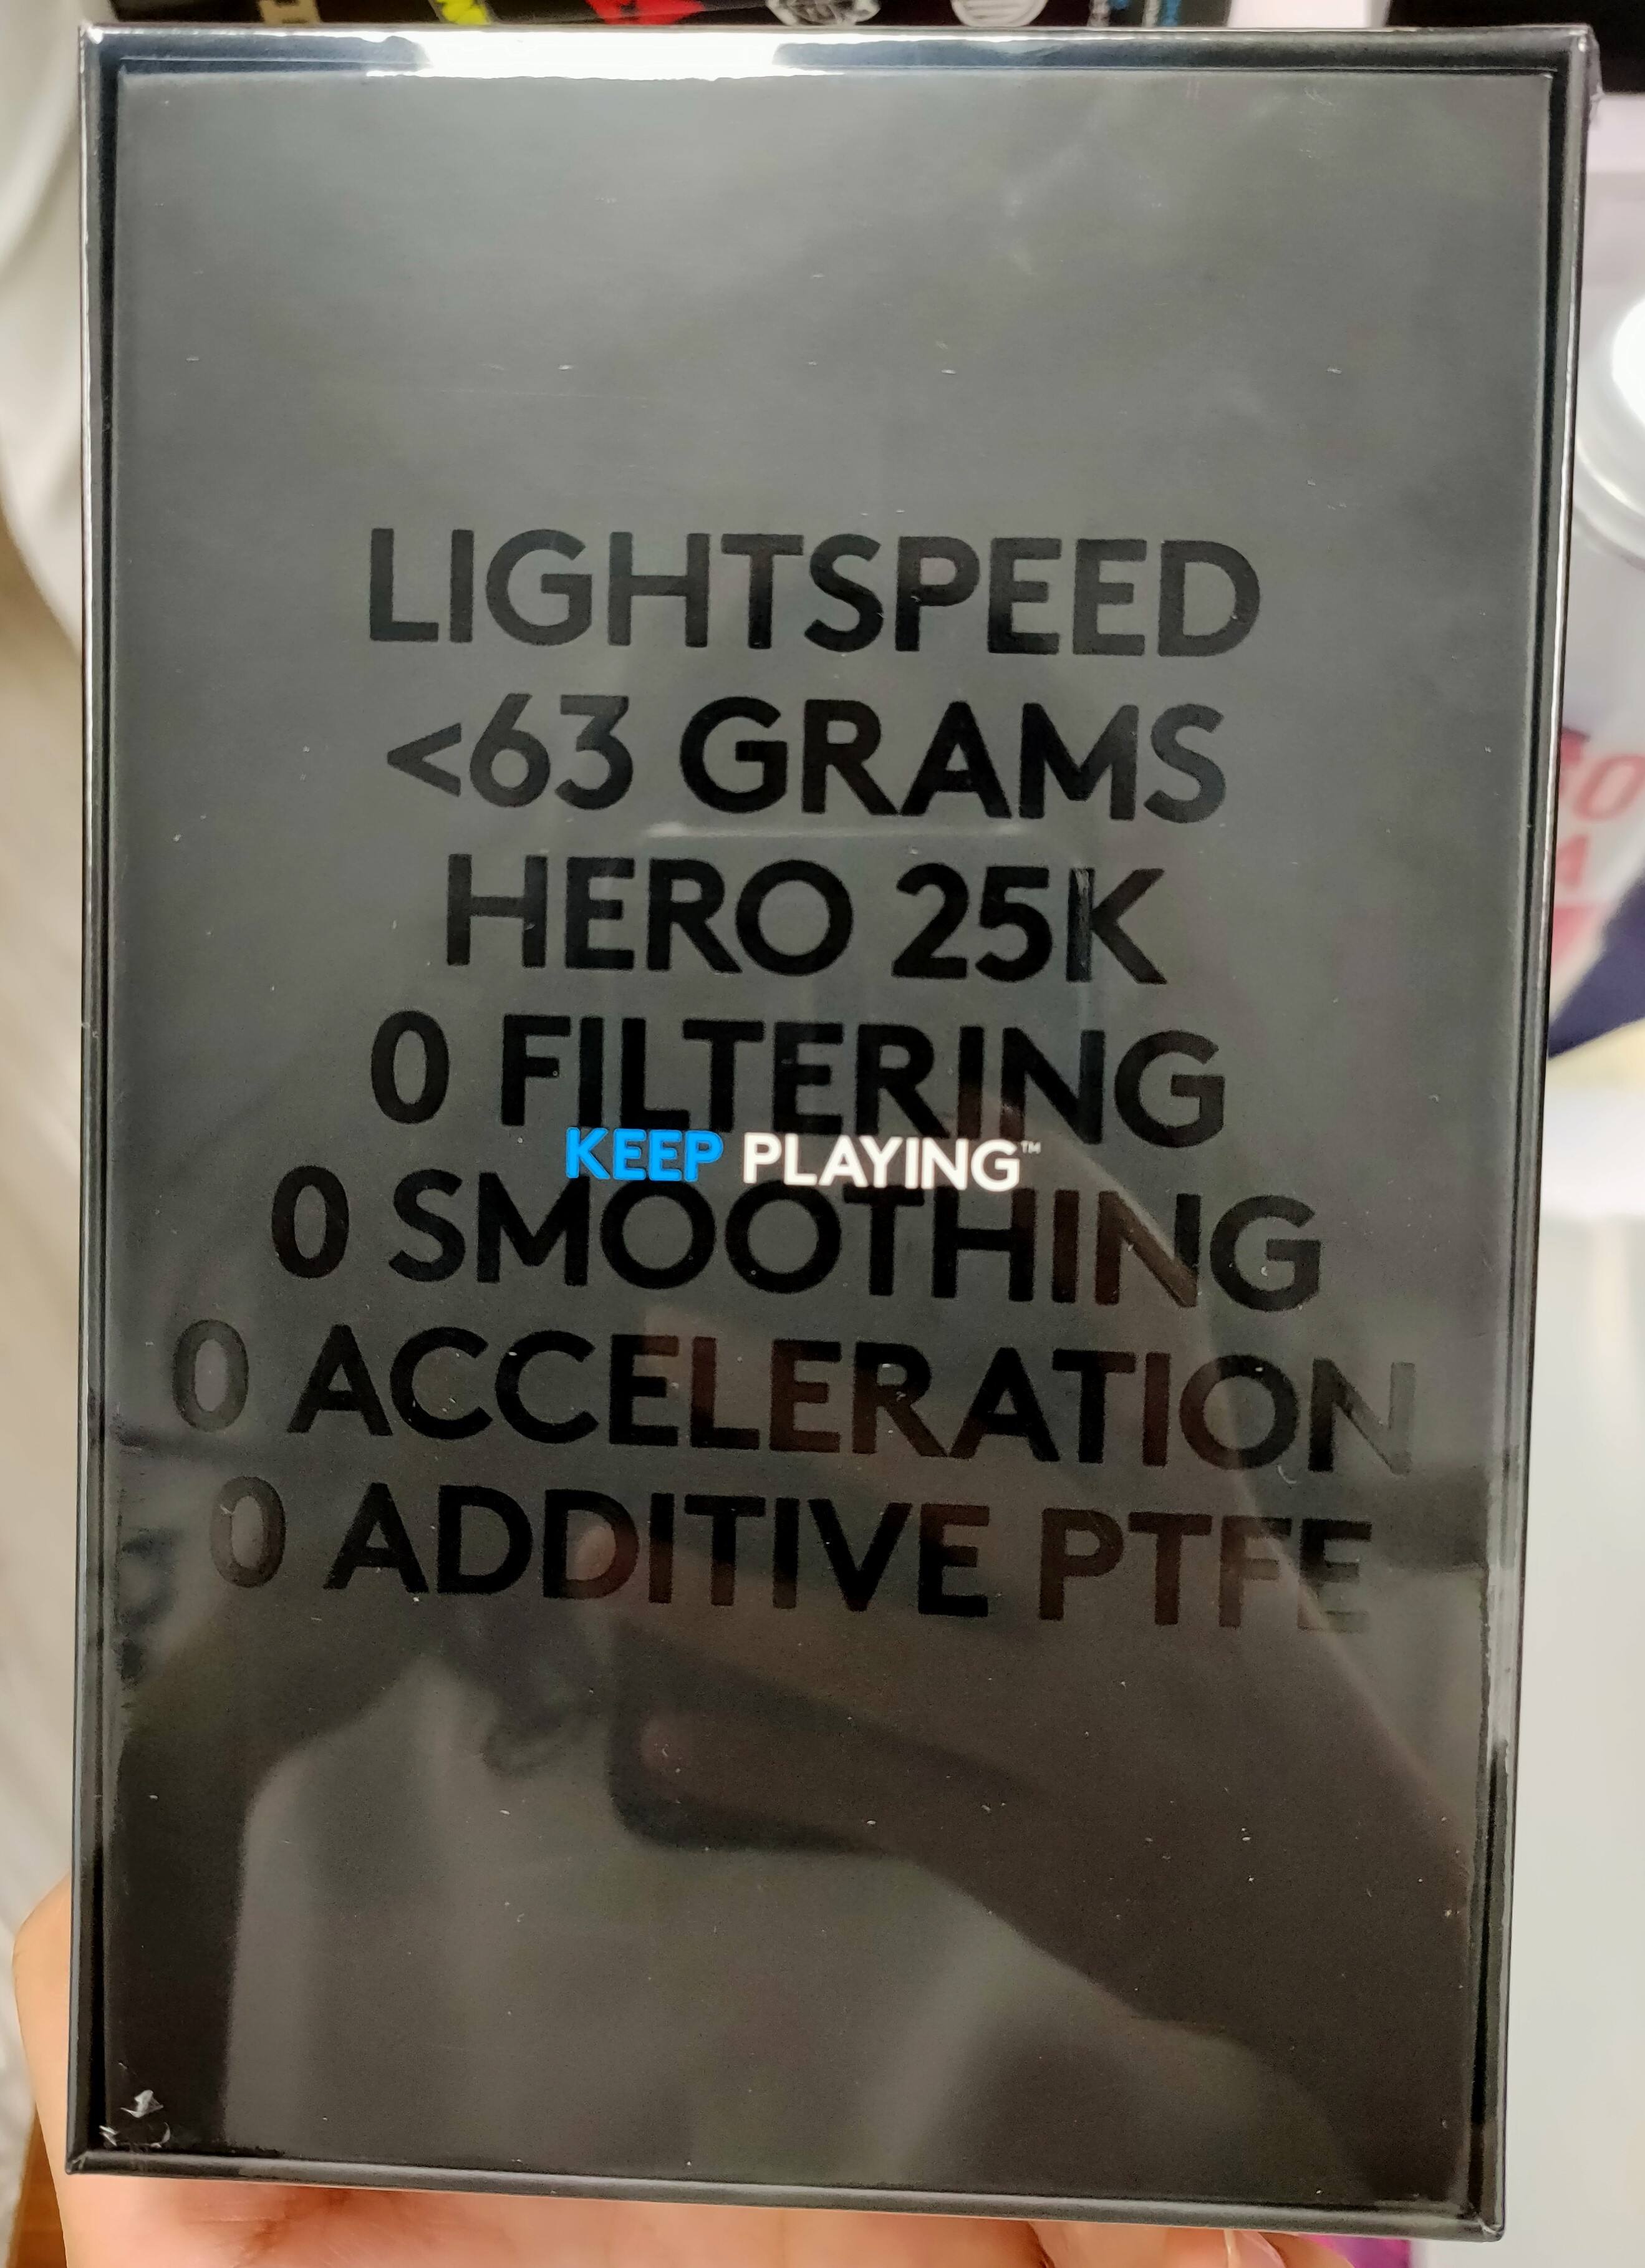 LIGHTSPEED
<63 GRAMS
HERO 25K
0 FILTERING
KEEP PLAYING™
0 SMOOTHING
0 ACCELERATION
0 ADDITIVE PTFE